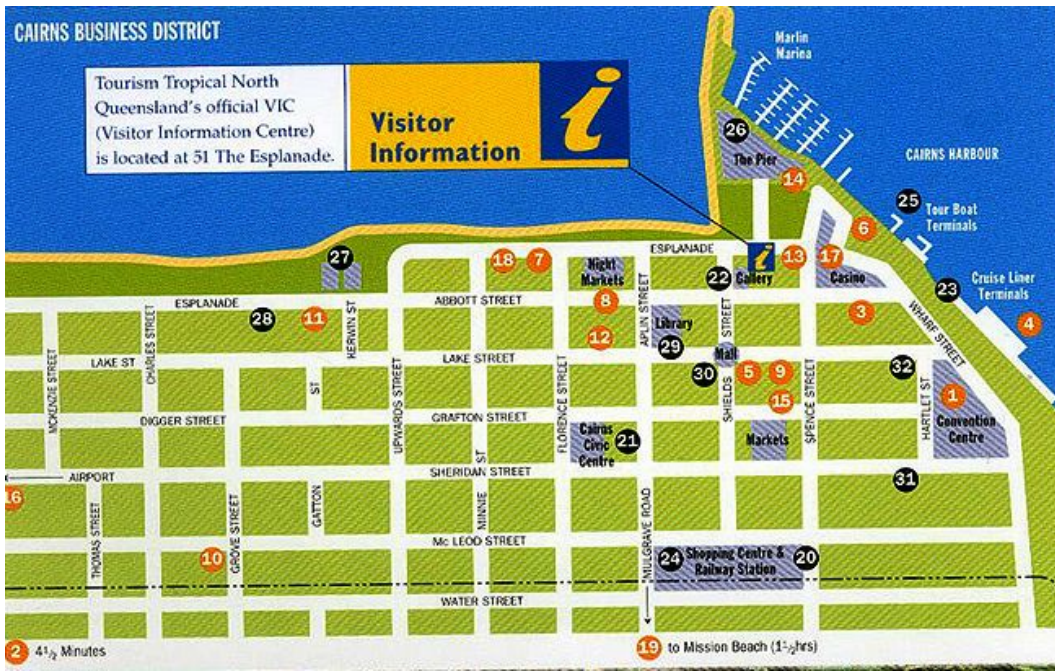 CAIRNS BUSINESS DISTRICT
Tourism Tropical North
Queensland's official VIC
(Visitor Information Centre)
is located at 51 The Esplanade.
Visitor
Information
i
Marlin
Marina
26
The Pier
14
CAIRNS HARBOUR
25
Tour Boat
Terminals
6
27
18
7
Night
Markets
ESPLANADE
22
Gallery
i
13
17
Casino
23
Cruise Liner
Terminals
4
ESPLANADE
28
11
KERWIN ST
ABBOTT STREET
8
12
APLIN STREET
Library
29
3
WHARF STREET
MCKENZIE STREET
CHARLES STREET
LAKE ST
LAKE STREET
30
Mall
SHIELDS STREET
5
9
15
SPENCE STREET
32
HARTLET ST
1
Convention
Centre
DIGGER STREET
GATTON ST
UPWARDS STREET
GRAFTON STREET
FLORENCE STREET
Cairns
Civic
Centre
21
Markets
AIRPORT
16
SHERIDAN STREET
MINNIE ST
31
THOMAS STREET
GROVE STREET
10
Mc LEOD STREET
MULGRAVE ROAD
24
Shopping Centre &
Railway Station
20
WATER STREET
2 4½ Minutes
19 to Mission Beach (1½hrs)